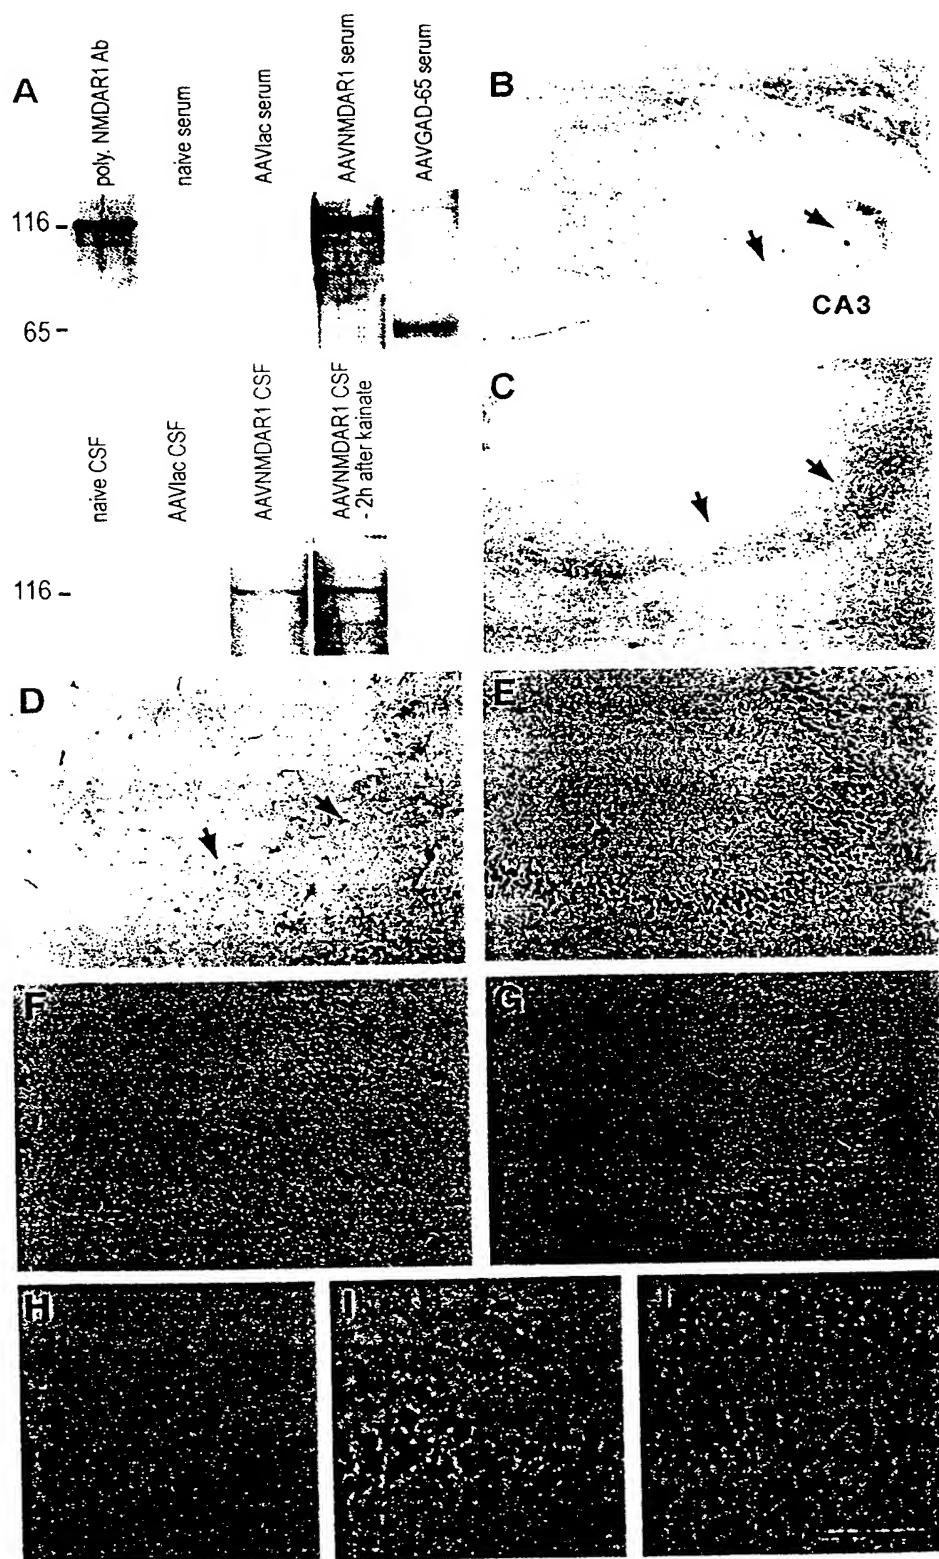 A
poly. NMDAR1 Ab
naive serum
AAVlac serum
AAVNMDAR1 serum
AAVGAD-65 serum
116
65
naive CSF
AAVlac CSF
AAVNMDAR1 CSF
AAVNMDAR1 CSF
- 2h after kainate
116
B
CA3
C
D
E
F
G
H
I
J